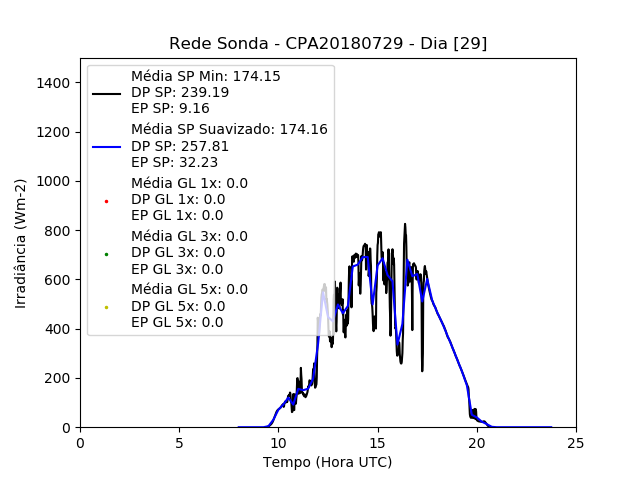 Rede Sonda - CPA20180729 - Dia [29]
Média SP Min: 174.15
DP SP: 239.19
EP SP: 9.16
Média SP Suavizado: 174.16
DP SP: 257.81
EP SP: 32.23
Média GL 1x: 0.0
DP GL 1x: 0.0
EP GL 1x: 0.0
Média GL 3x: 0.0
DP GL 3x: 0.0
EP GL 3x: 0.0
Média GL 5x: 0.0
DP GL 5x: 0.0
EP GL 5x: 0.0
Irradiância (Wm-2)
1400
1200
1000
800
600
400
200
0
0 5 10 15 20 25
Tempo (Hora UTC)